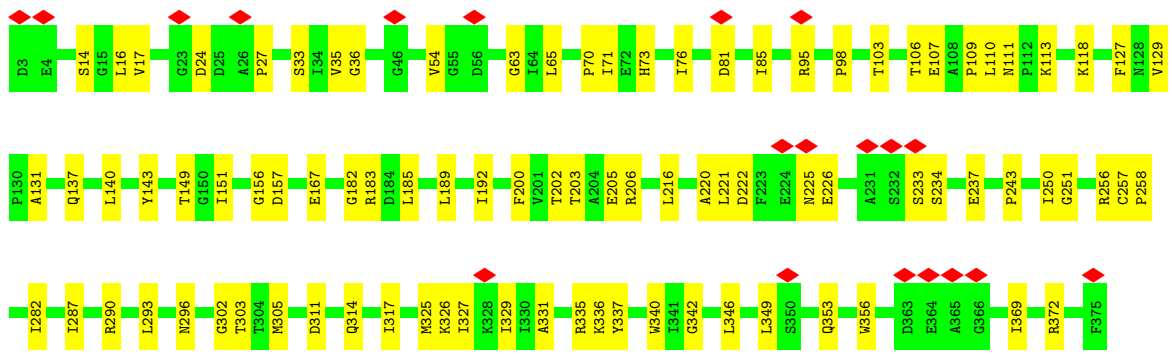 D3 E4 S14 G15 L16 V17 G23 D24 D25 A26 P27 S33 I34 V35 G36 G46 V54 G55 D56 G63 I64 L65 P70 I71 E72 H73 I76 D81 I85 R95 P98 T103 T106 E107 A108 P109 L110 N111 P112 K113 K118 F127 N128 V129
P130 A131 Q137 L140 Y143 T149 G150 I151 G156 D157 E167 G182 R183 D184 L185 L189 I192 F200 V201 T202 T203 A204 E205 R206 L216 A220 L221 D222 F223 E224 N225 E226 A231 S232 S233 S234 E237 P243 I250 G251 R256 C257 P258
I282 I287 R290 L293 N296 G302 T303 T304 M305 D311 Q314 I317 M325 K326 I327 K328 I329 I330 A331 R335 K336 Y337 W340 I341 G342 L346 L349 S350 Q353 W356 D363 E364 A365 G366 I369 R372 F375